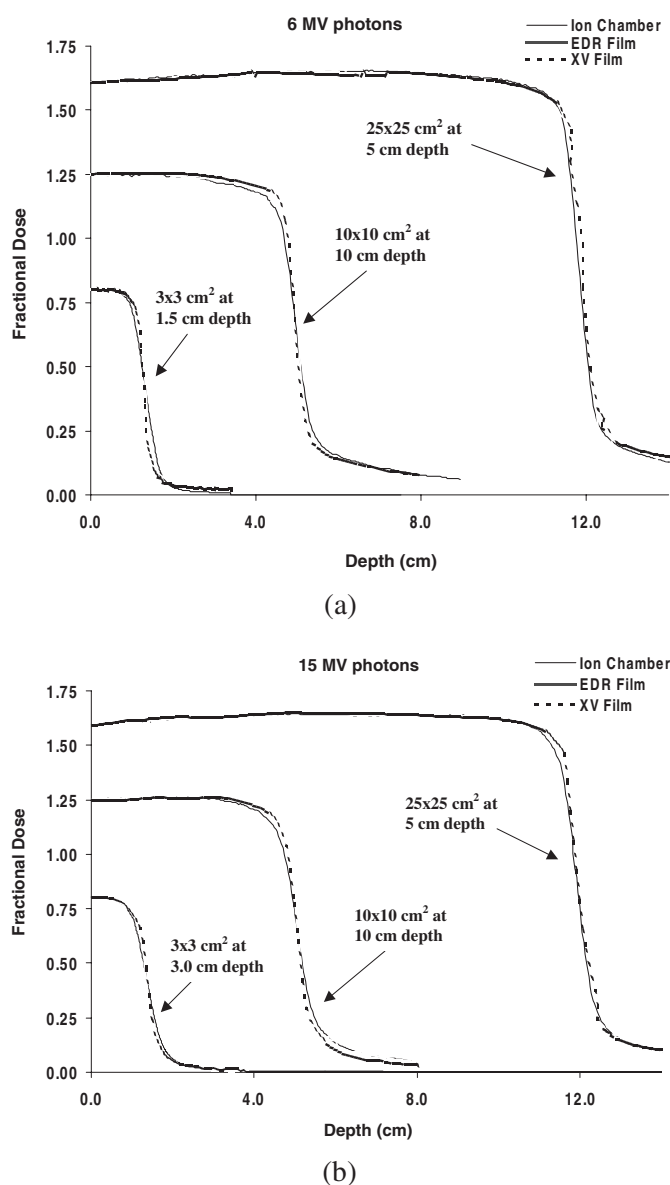 6 MV photons
Ion Chamber
EDR Film
XV Film
1.75
1.50
1.25
1.00
0.75
0.50
0.25
0.00
Fractional Dose
25x25 cm² at
5 cm depth
10x10 cm² at
10 cm depth
3x3 cm² at
1.5 cm depth
0.0
4.0
8.0
12.0
Depth (cm)
(a)
15 MV photons
Ion Chamber
EDR Film
XV Film
1.75
1.50
1.25
1.00
0.75
0.50
0.25
0.00
Fractional Dose
25x25 cm² at
5 cm depth
10x10 cm² at
10 cm depth
3x3 cm² at
3.0 cm depth
0.0
4.0
8.0
12.0
Depth (cm)
(b)